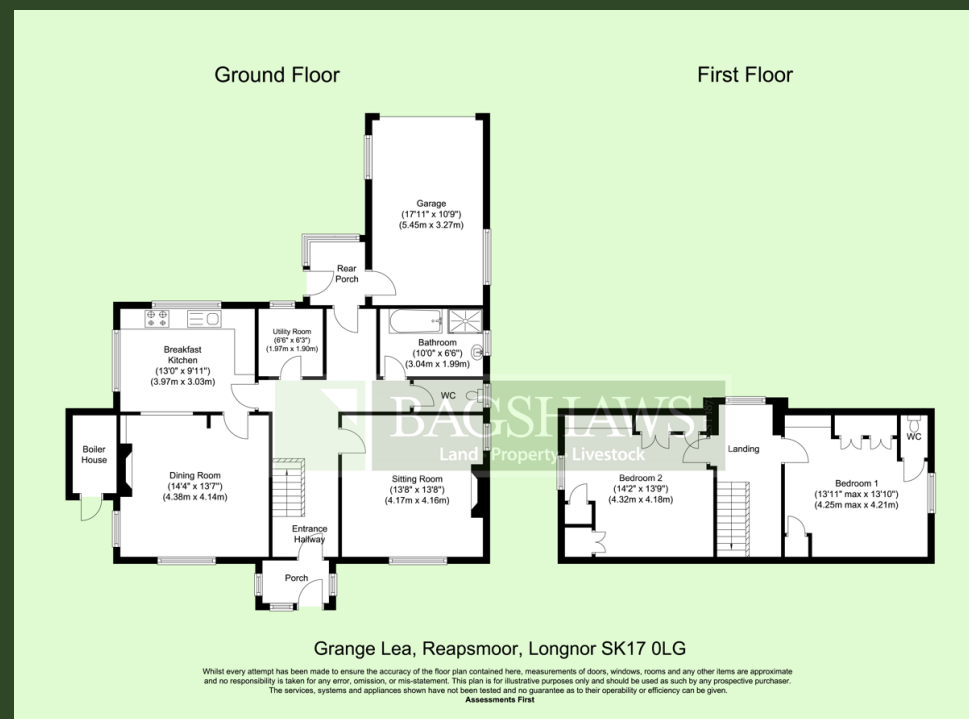 Ground Floor
First Floor
Garage
(17'11" x 10'9")
(5.45m x 3.27m)
Rear
Porch
Utility Room
(6'6" x 6'3")
(1.97m x 1.90m)
Bathroom
(10'0" x 6'6")
(3.04m x 1.99m)
Breakfast
Kitchen
(13'0" x 9'11")
(3.97m x 3.03m)
WC
BAGSHAWS
Land · Property · Livestock
Boiler
House
Dining Room
(14'4" x 13'7")
(4.38m x 4.14m)
Sitting Room
(13'8" x 13'8")
(4.17m x 4.16m)
Entrance
Hallway
Porch
Landing
WC
Bedroom 2
(14'2" x 13'9")
(4.32m x 4.18m)
Bedroom 1
(13'11" max x 13'10")
(4.25m max x 4.21m)
Grange Lea, Reapsmoor, Longnor SK17 0LG
Whilst every attempt has been made to ensure the accuracy of the floor plan contained here, measurements of doors, windows, rooms and any other items are approximate
and no responsibility is taken for any error, omission, or mis-statement. This plan is for illustrative purposes only and should be used as such by any prospective purchaser.
The services, systems and appliances shown have not been tested and no guarantee as to their operability or efficiency can be given.
Assessments First